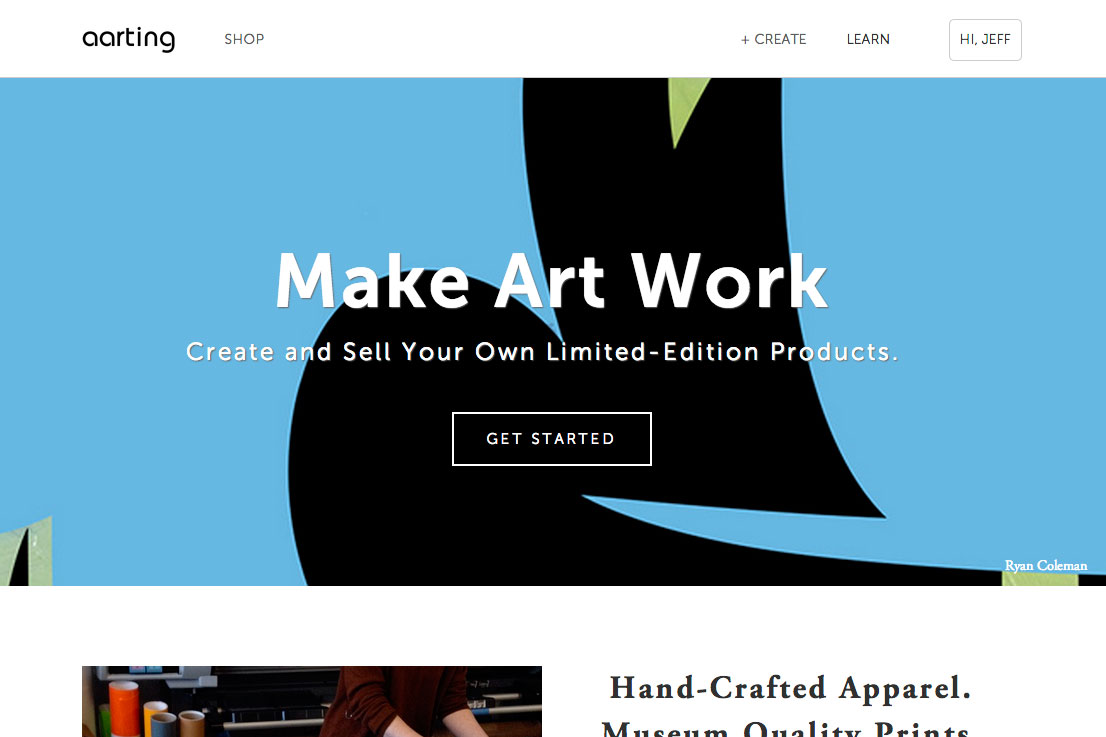 aarting
SHOP
+ CREATE
LEARN
HI, JEFF
Make Art Work
Create and Sell Your Own Limited-Edition Products.
GET STARTED
Ryan Coleman
Hand-Crafted Apparel.
Museum Quality Prints